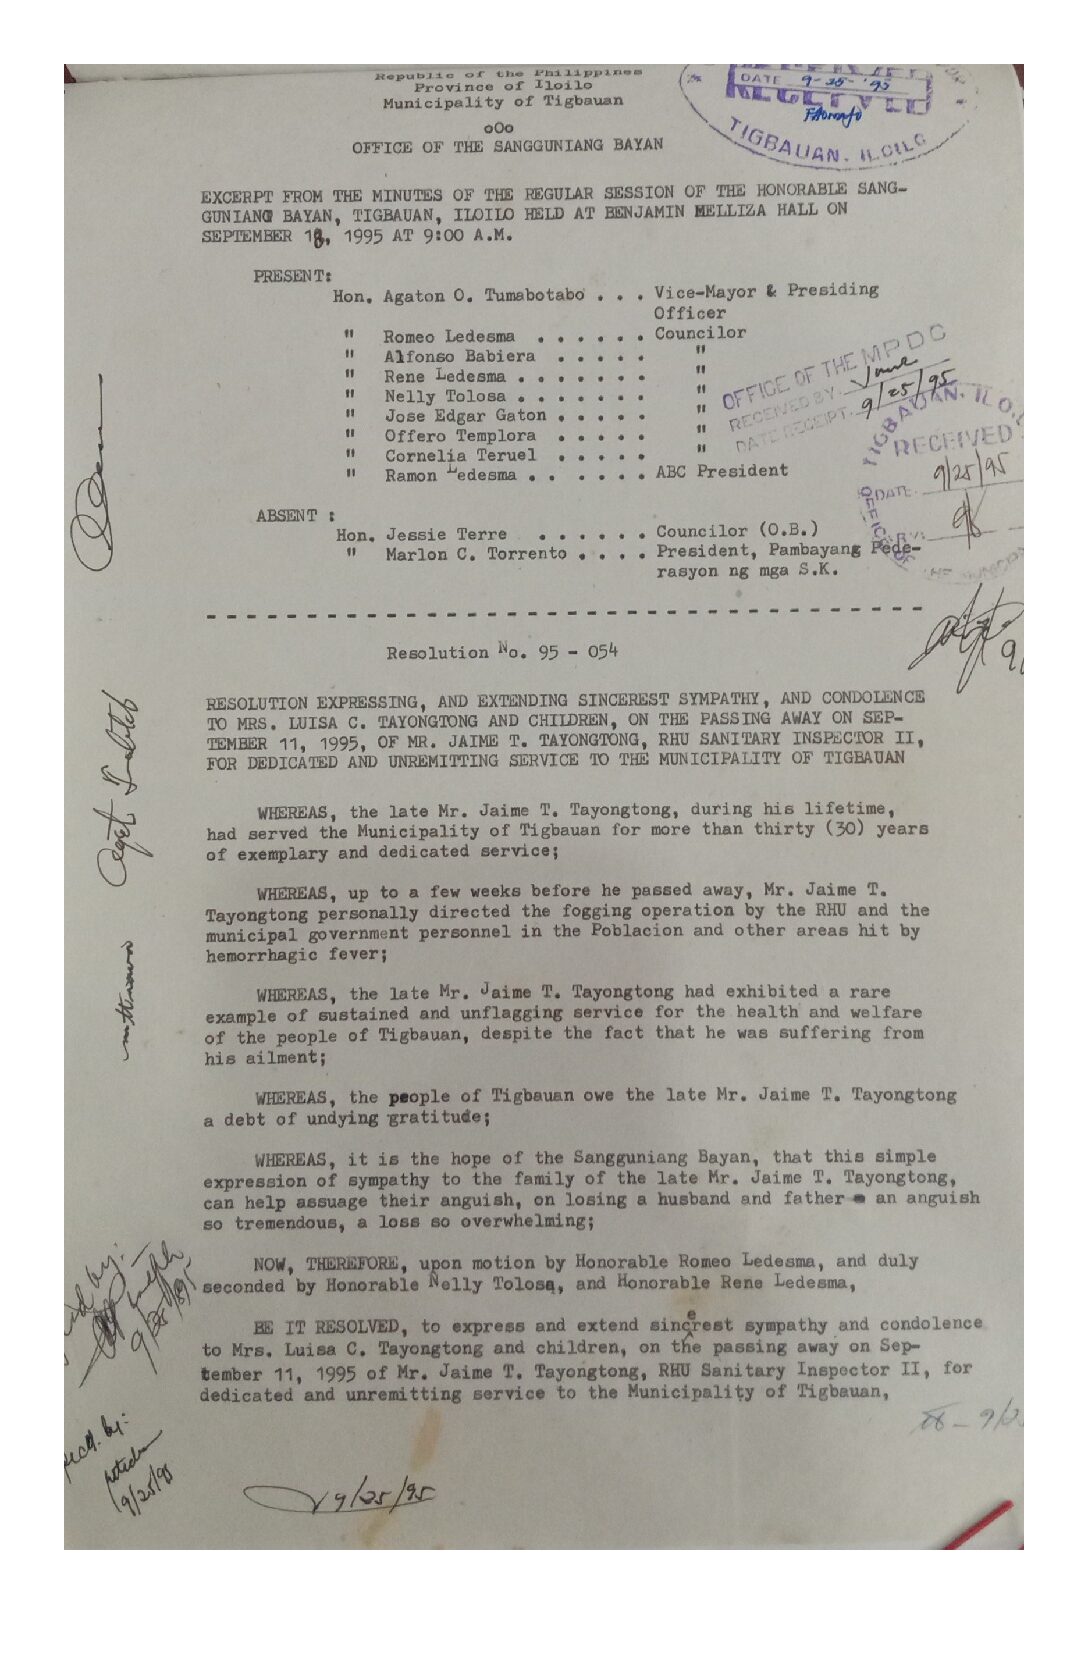 Republic of the Philippines
Province of Iloilo
Municipality of Tigbauan
oOo
OFFICE OF THE SANGGUNIANG BAYAN
RECEIVED
DATE 9-25-'95
TIGBAUAN, ILOILO
EXCERPT FROM THE MINUTES OF THE REGULAR SESSION OF THE HONORABLE SANG-
GUNIANG BAYAN, TIGBAUAN, ILOILO HELD AT BENJAMIN MELLIZA HALL ON
SEPTEMBER 18, 1995 AT 9:00 A.M.
PRESENT:
Hon. Agaton O. Tumabotabo . . . Vice-Mayor & Presiding
Officer
" Romeo Ledesma . . . . . . Councilor
" Alfonso Babiera . . . . . "
" Rene Ledesma . . . . . . . "
" Nelly Tolosa . . . . . . . "
" Jose Edgar Gaton . . . . . "
" Offero Templora . . . . . "
" Cornelia Teruel . . . . . "
" Ramon Ledesma . . . . . . ABC President
OFFICE OF THE MPDC
RECEIVED BY.
DATE RECEIPT. 9/25/95
TIGBAUAN, ILO
RECEIVED
DATE. 9/25/95
ABSENT :
Hon. Jessie Terre . . . . . . Councilor (O.B.)
" Marlon C. Torrento . . . . President, Pambayang Pede-
rasyon ng mga S.K.
Resolution No. 95 - 054
RESOLUTION EXPRESSING, AND EXTENDING SINCEREST SYMPATHY, AND CONDOLENCE
TO MRS. LUISA C. TAYONGTONG AND CHILDREN, ON THE PASSING AWAY ON SEP-
TEMBER 11, 1995, OF MR. JAIME T. TAYONGTONG, RHU SANITARY INSPECTOR II,
FOR DEDICATED AND UNREMITTING SERVICE TO THE MUNICIPALITY OF TIGBAUAN
WHEREAS, the late Mr. Jaime T. Tayongtong, during his lifetime,
had served the Municipality of Tigbauan for more than thirty (30) years
of exemplary and dedicated service;
WHEREAS, up to a few weeks before he passed away, Mr. Jaime T.
Tayongtong personally directed the fogging operation by the RHU and the
municipal government personnel in the Poblacion and other areas hit by
hemorrhagic fever;
WHEREAS, the late Mr. Jaime T. Tayongtong had exhibited a rare
example of sustained and unflagging service for the health and welfare
of the people of Tigbauan, despite the fact that he was suffering from
his ailment;
WHEREAS, the people of Tigbauan owe the late Mr. Jaime T. Tayongtong
a debt of undying gratitude;
WHEREAS, it is the hope of the Sangguniang Bayan, that this simple
expression of sympathy to the family of the late Mr. Jaime T. Tayongtong,
can help assuage their anguish, on losing a husband and father - an anguish
so tremendous, a loss so overwhelming;
NOW, THEREFORE, upon motion by Honorable Romeo Ledesma, and duly
seconded by Honorable Nelly Tolosa, and Honorable Rene Ledesma,
BE IT RESOLVED, to express and extend sincerest sympathy and condolence
to Mrs. Luisa C. Tayongtong and children, on the passing away on Sep-
tember 11, 1995 of Mr. Jaime T. Tayongtong, RHU Sanitary Inspector II, for
dedicated and unremitting service to the Municipality of Tigbauan,
9/25/95
9/25/95
9/25/95